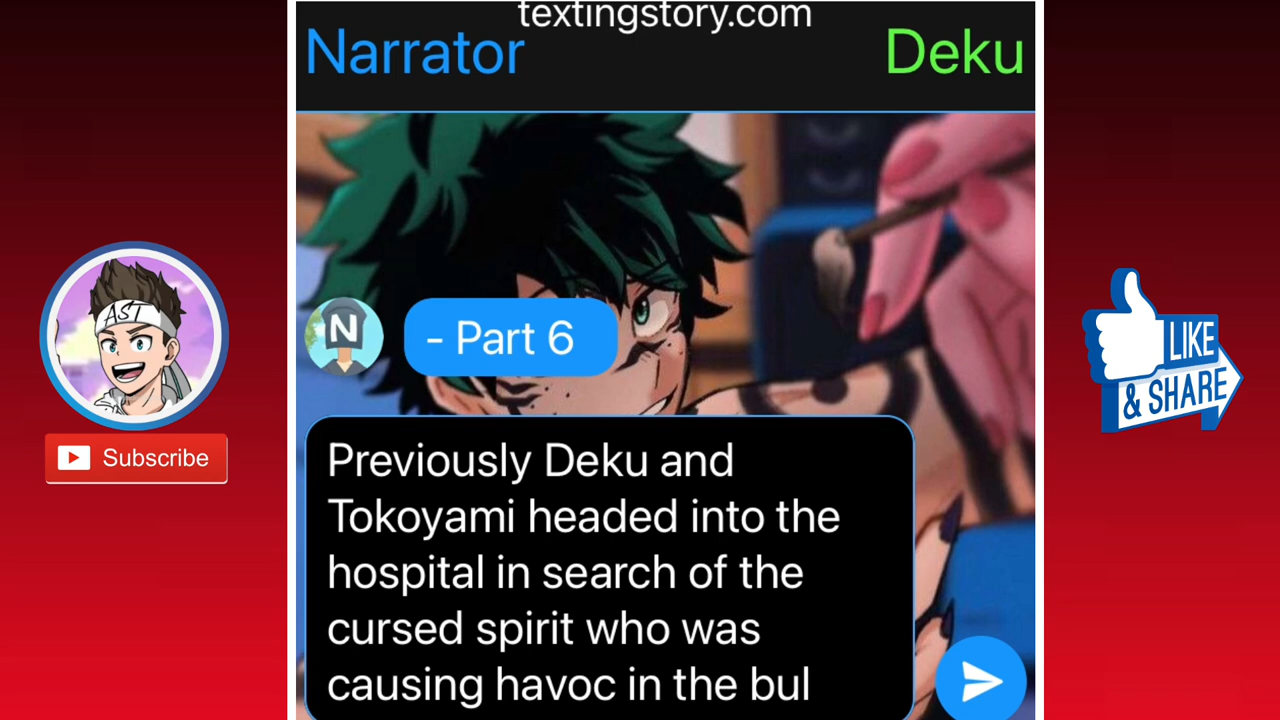 textingstory.com
Narrator
Deku
AST
N
- Part 6
Previously Deku and
Tokoyami headed into the
hospital in search of the
cursed spirit who was
causing havoc in the bul
Subscribe
LIKE
& SHARE